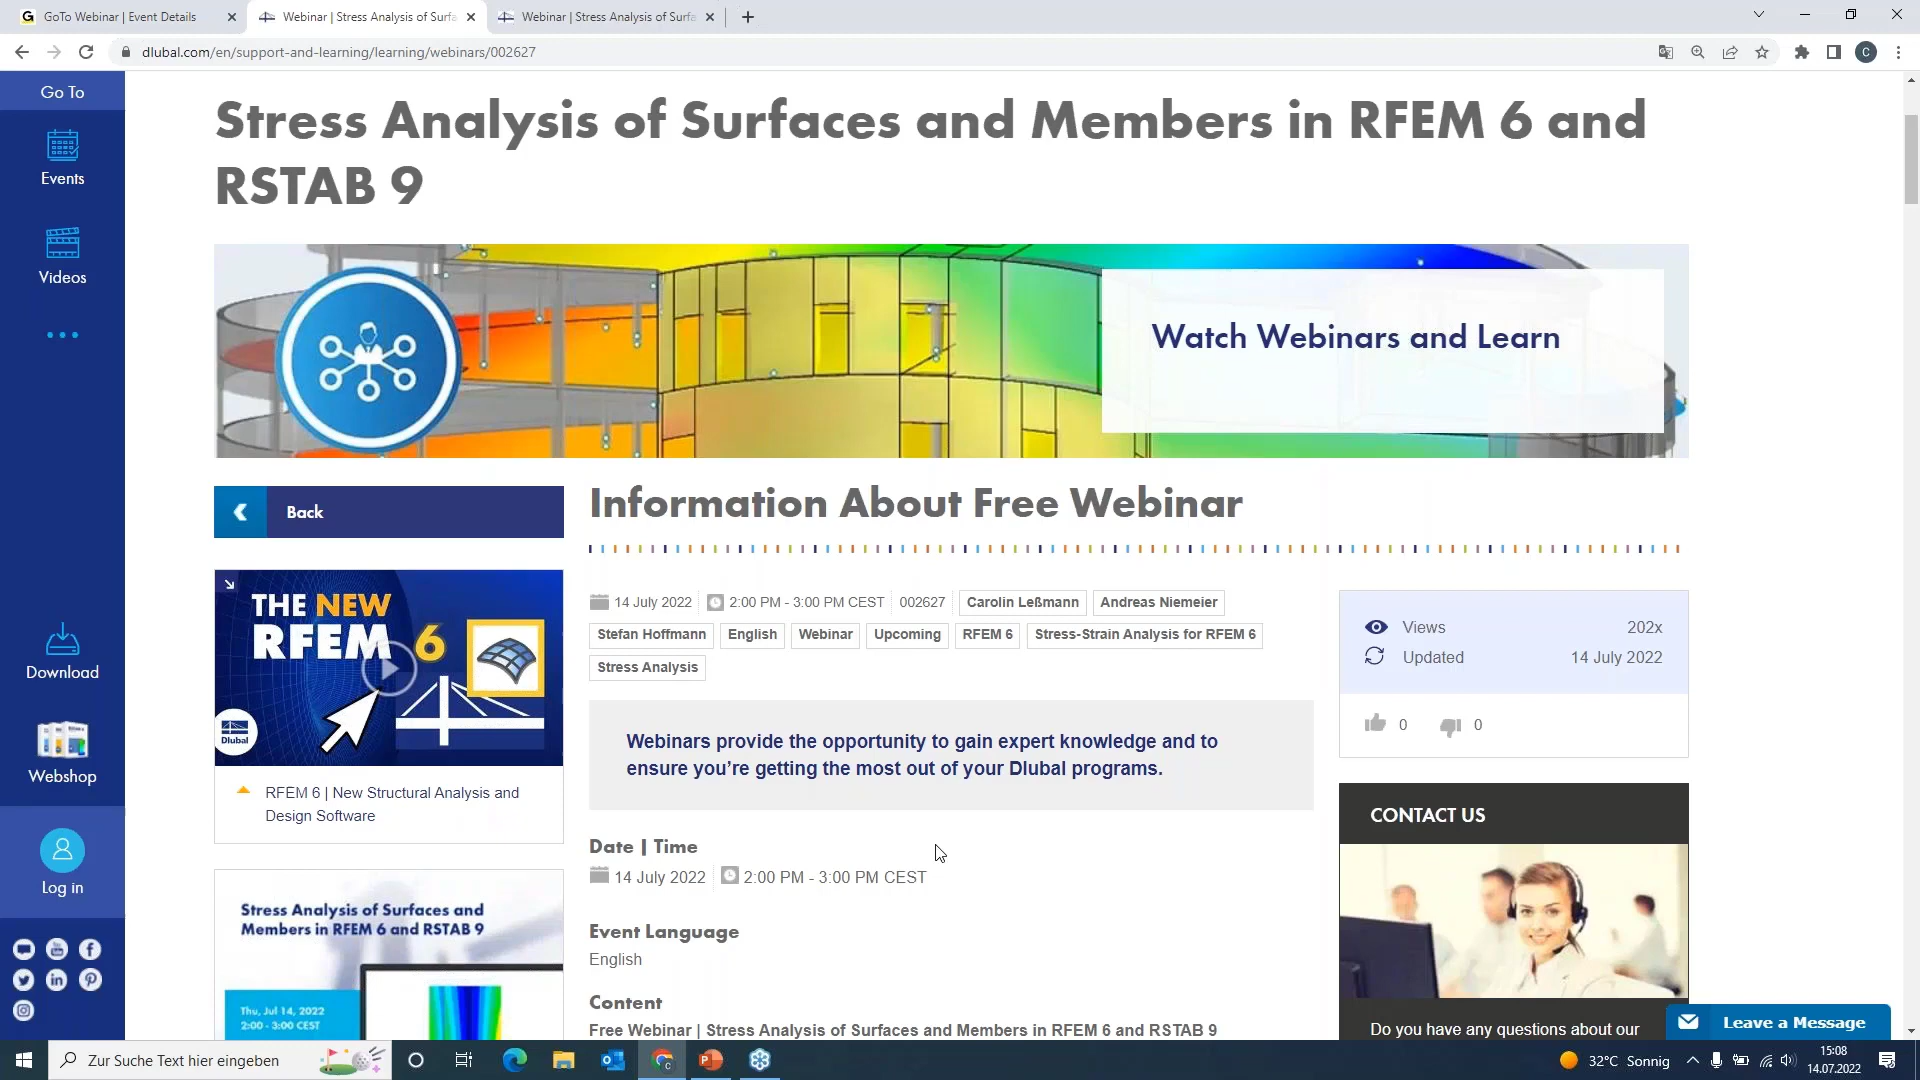 GoTo Webinar | Event Details
Webinar | Stress Analysis of Surfa
Webinar | Stress Analysis of Surfa
dlubal.com/en/support-and-learning/learning/webinars/002627
C
Go To
Events
Videos
Download
Webshop
Log in
Stress Analysis of Surfaces and Members in RFEM 6 and
RSTAB 9
Watch Webinars and Learn
Back
THE NEW
RFEM 6
Dlubal
RFEM 6 | New Structural Analysis and
Design Software
Stress Analysis of Surfaces and
Members in RFEM 6 and RSTAB 9
Thu, Jul 14, 2022
2:00 - 3:00 CEST
Information About Free Webinar
14 July 2022 2:00 PM - 3:00 PM CEST 002627 Carolin Leßmann Andreas Niemeier
Stefan Hoffmann English Webinar Upcoming RFEM 6 Stress-Strain Analysis for RFEM 6
Stress Analysis
Webinars provide the opportunity to gain expert knowledge and to
ensure you’re getting the most out of your Dlubal programs.
Date | Time
14 July 2022 2:00 PM - 3:00 PM CEST
Event Language
English
Content
Free Webinar | Stress Analysis of Surfaces and Members in RFEM 6 and RSTAB 9
Views 202x
Updated 14 July 2022
0 0
CONTACT US
Do you have any questions about our
Leave a Message
Zur Suche Text hier eingeben
32°C Sonnig
15:08
14.07.2022